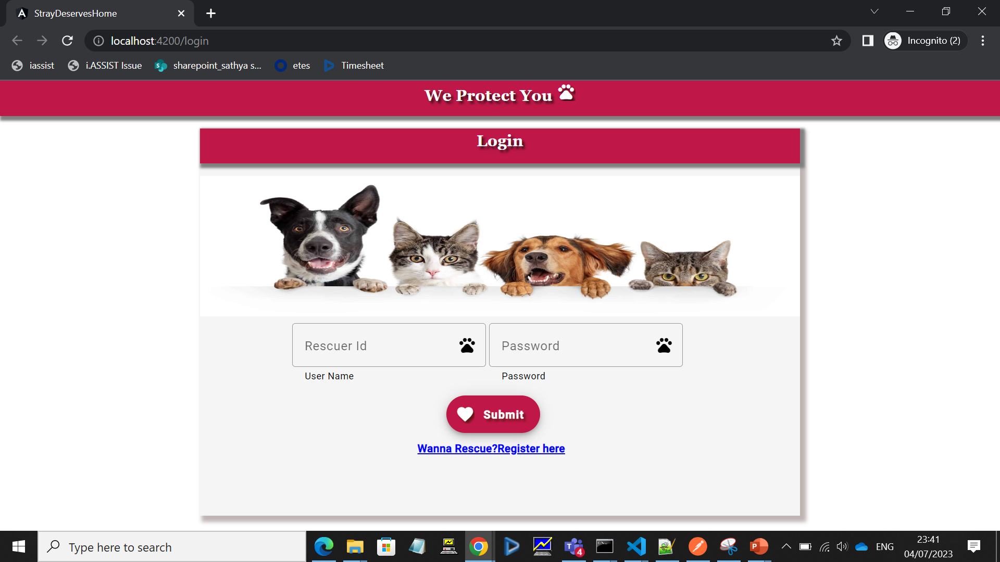 StrayDeservesHome
localhost:4200/login
Incognito (2)
iassist
i.ASSIST Issue
sharepoint_sathya s...
etes
Timesheet
We Protect You
Login
Rescuer Id
Password
User Name
Password
Submit
Wanna Rescue?Register here
Type here to search
4
ENG
23:41
04/07/2023